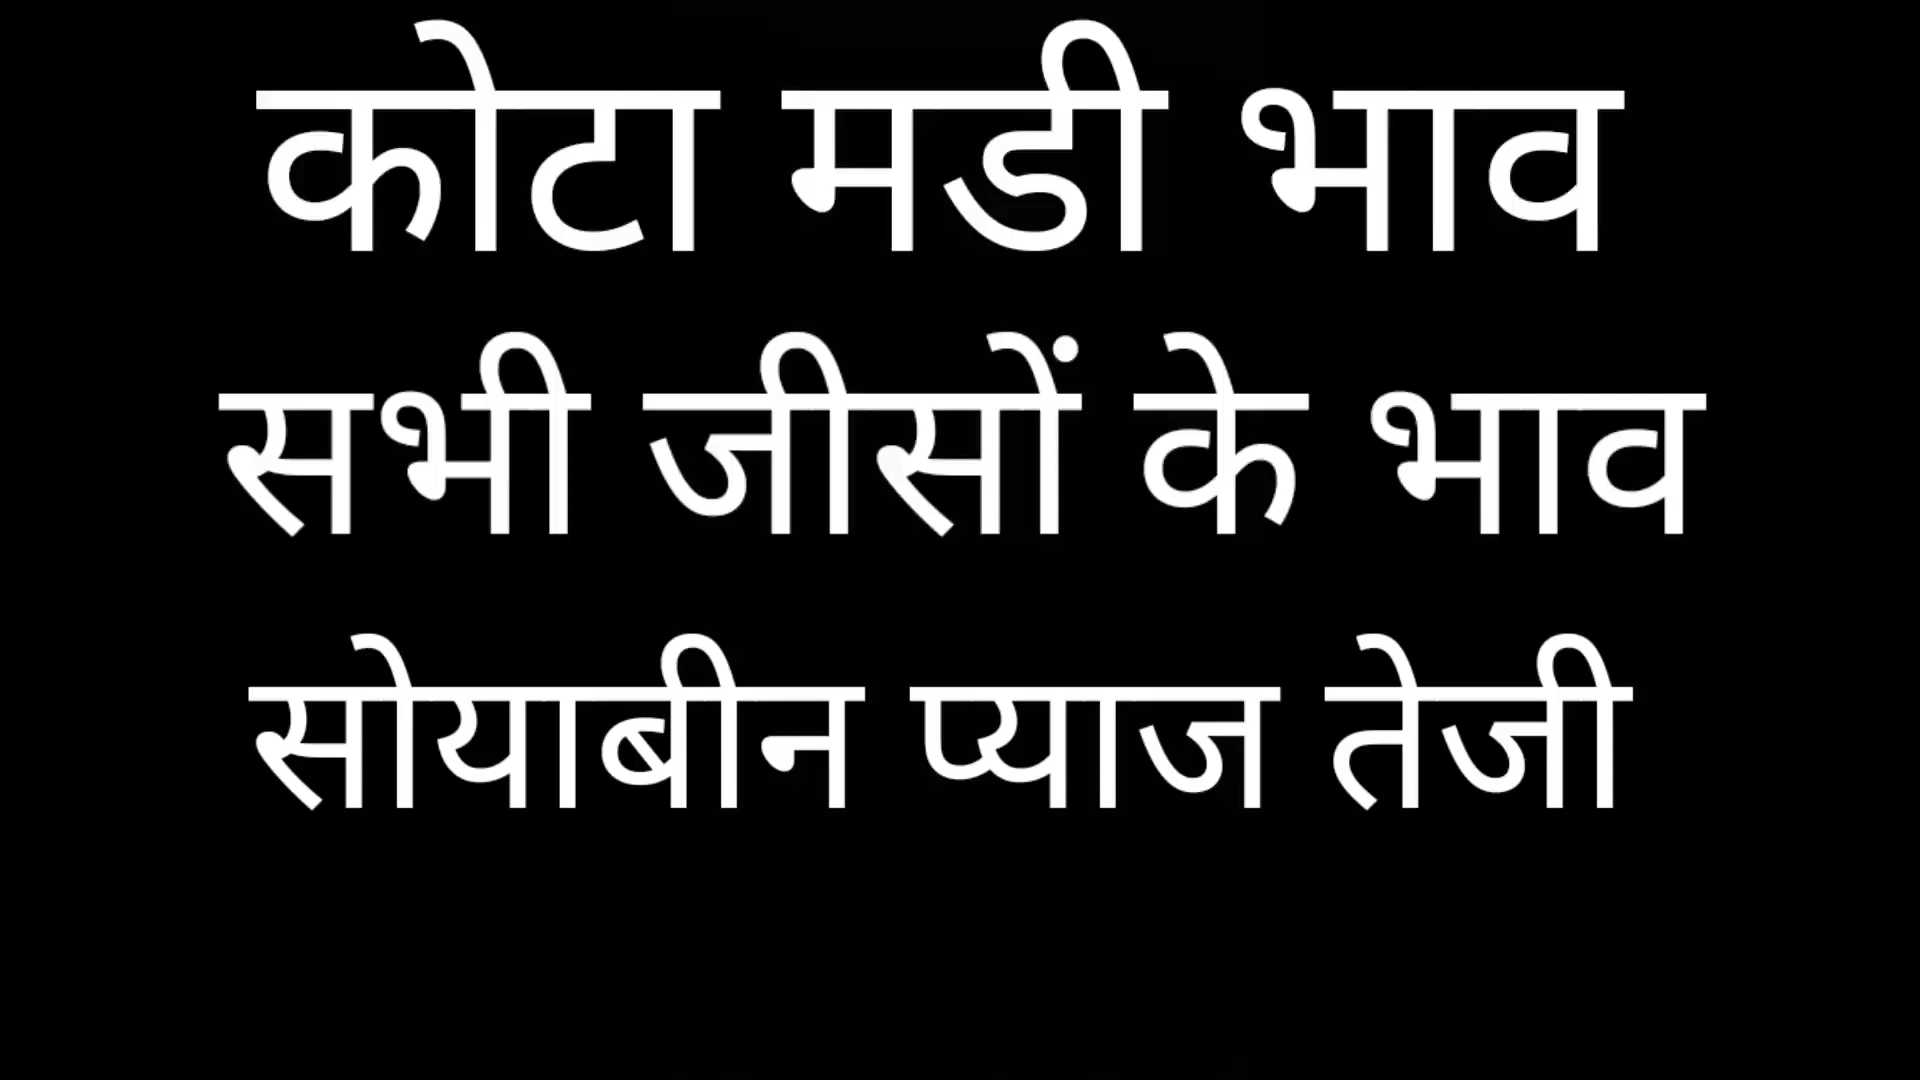 कोटा मडी भाव
सभी जीसों के भाव
सोयाबीन प्याज तेजी